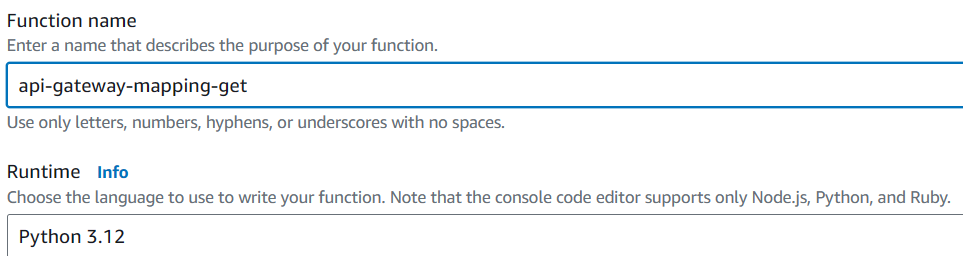 Function name
Enter a name that describes the purpose of your function.
api-gateway-mapping-get
Use only letters, numbers, hyphens, or underscores with no spaces.
Runtime Info
Choose the language to use to write your function. Note that the console code editor supports only Node.js, Python, and Ruby.
Python 3.12